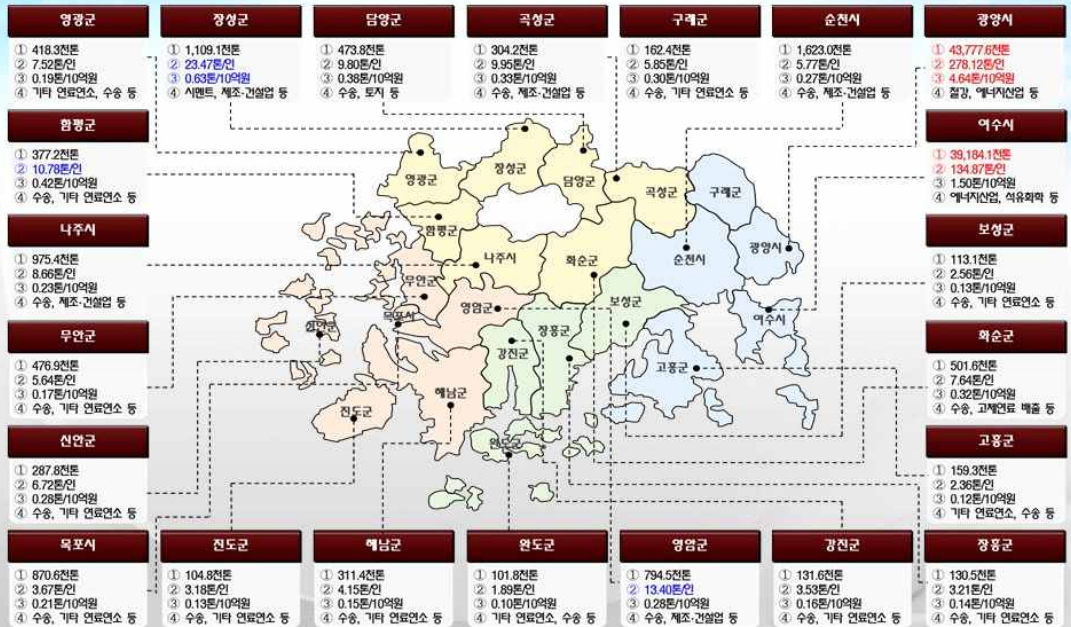 영광군
① 418.3천톤
② 7.52톤/인
③ 0.19톤/10억원
④ 기타 연료연소, 수송 등
장성군
① 1,109.1천톤
② 23.47톤/인
③ 0.63톤/10억원
④ 시멘트, 제조·건설업 등
담양군
① 473.8천톤
② 9.80톤/인
③ 0.38톤/10억원
④ 수송, 토지 등
곡성군
① 304.2천톤
② 9.95톤/인
③ 0.33톤/10억원
④ 수송, 제조·건설업 등
구례군
① 162.4천톤
② 5.85톤/인
③ 0.30톤/10억원
④ 수송, 기타 연료연소 등
순천시
① 1,623.0천톤
② 5.77톤/인
③ 0.27톤/10억원
④ 수송, 제조·건설업 등
광양시
① 43,777.6천톤
② 278.12톤/인
③ 4.64톤/10억원
④ 철강, 에너지산업 등
함평군
① 377.2천톤
② 10.78톤/인
③ 0.42톤/10억원
④ 수송, 기타 연료연소 등
여수시
① 39,184.1천톤
② 134.87톤/인
③ 1.50톤/10억원
④ 에너지산업, 석유화학 등
나주시
① 975.4천톤
② 8.66톤/인
③ 0.23톤/10억원
④ 수송, 제조·건설업 등
보성군
① 113.1천톤
② 2.56톤/인
③ 0.13톤/10억원
④ 수송, 기타 연료연소 등
무안군
① 476.9천톤
② 5.64톤/인
③ 0.17톤/10억원
④ 수송, 기타 연료연소 등
화순군
① 501.6천톤
② 7.64톤/인
③ 0.32톤/10억원
④ 수송, 고체연료 배출 등
신안군
① 287.8천톤
② 6.72톤/인
③ 0.28톤/10억원
④ 수송, 기타 연료연소 등
고흥군
① 159.3천톤
② 2.36톤/인
③ 0.12톤/10억원
④ 기타 연료연소, 수송 등
영광군
장성군
담양군
곡성군
구례군
함평군
나주시
화순군
순천시
광양시
무안군
영암군
보성군
여수시
신안군
목포시
강진군
장흥군
고흥군
해남군
진도군
완도군
목포시
① 870.6천톤
② 3.67톤/인
③ 0.21톤/10억원
④ 수송, 기타 연료연소 등
진도군
① 104.8천톤
② 3.18톤/인
③ 0.13톤/10억원
④ 수송, 기타 연료연소 등
해남군
① 311.4천톤
② 4.15톤/인
③ 0.15톤/10억원
④ 수송, 기타 연료연소 등
완도군
① 101.8천톤
② 1.89톤/인
③ 0.10톤/10억원
④ 기타 연료연소, 수송 등
영암군
① 794.5천톤
② 13.40톤/인
③ 0.28톤/10억원
④ 수송, 제조·건설업 등
강진군
① 131.6천톤
② 3.53톤/인
③ 0.16톤/10억원
④ 수송, 기타 연료연소 등
장흥군
① 130.5천톤
② 3.21톤/인
③ 0.14톤/10억원
④ 수송, 기타 연료연소 등